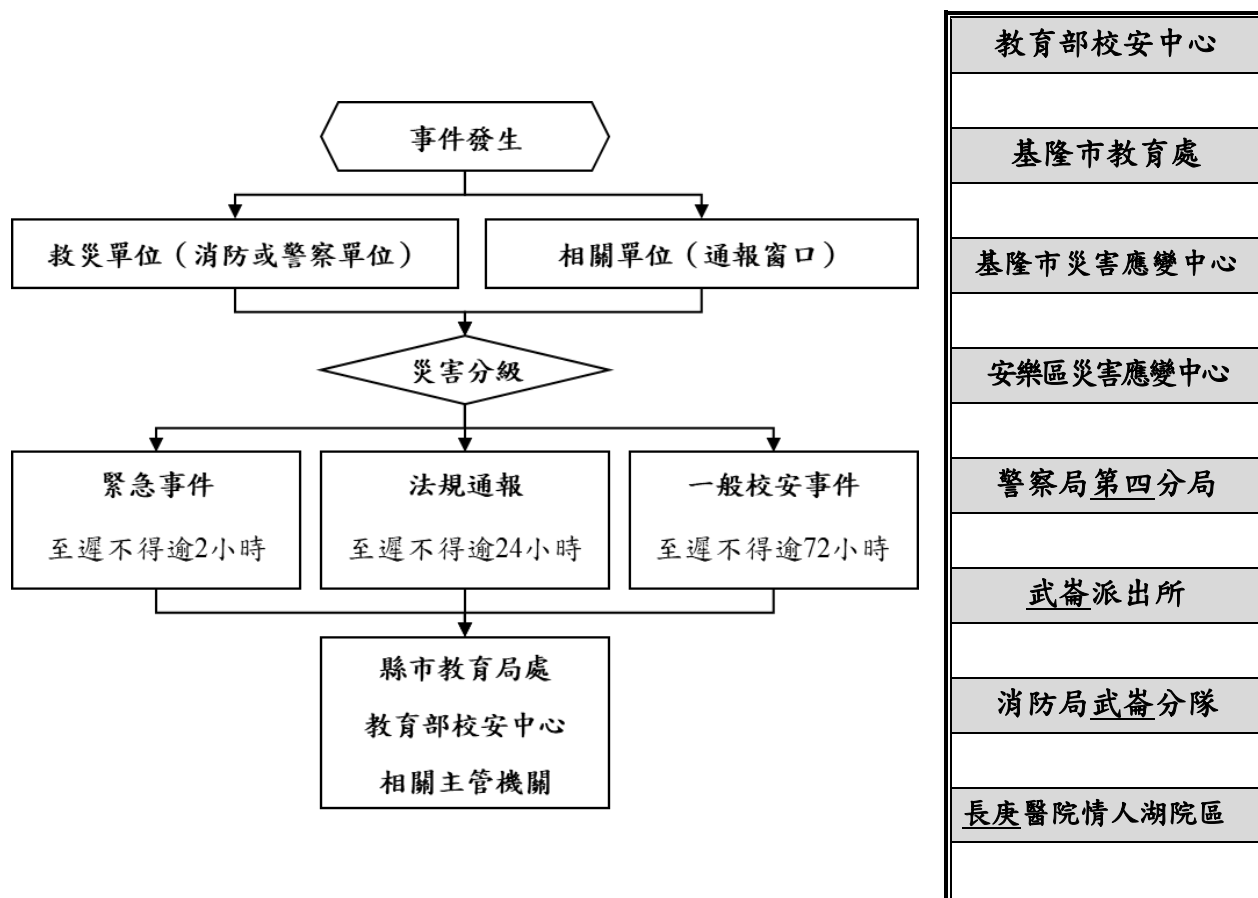 事件發生
救災單位（消防或警察單位）
相關單位（通報窗口）
災害分級
緊急事件
至遲不得逾2小時
法規通報
至遲不得逾24小時
一般校安事件
至遲不得逾72小時
縣市教育局處
教育部校安中心
相關主管機關
教育部校安中心
基隆市教育處
基隆市災害應變中心
安樂區災害應變中心
警察局第四分局
武崙派出所
消防局武崙分隊
長庚醫院情人湖院區